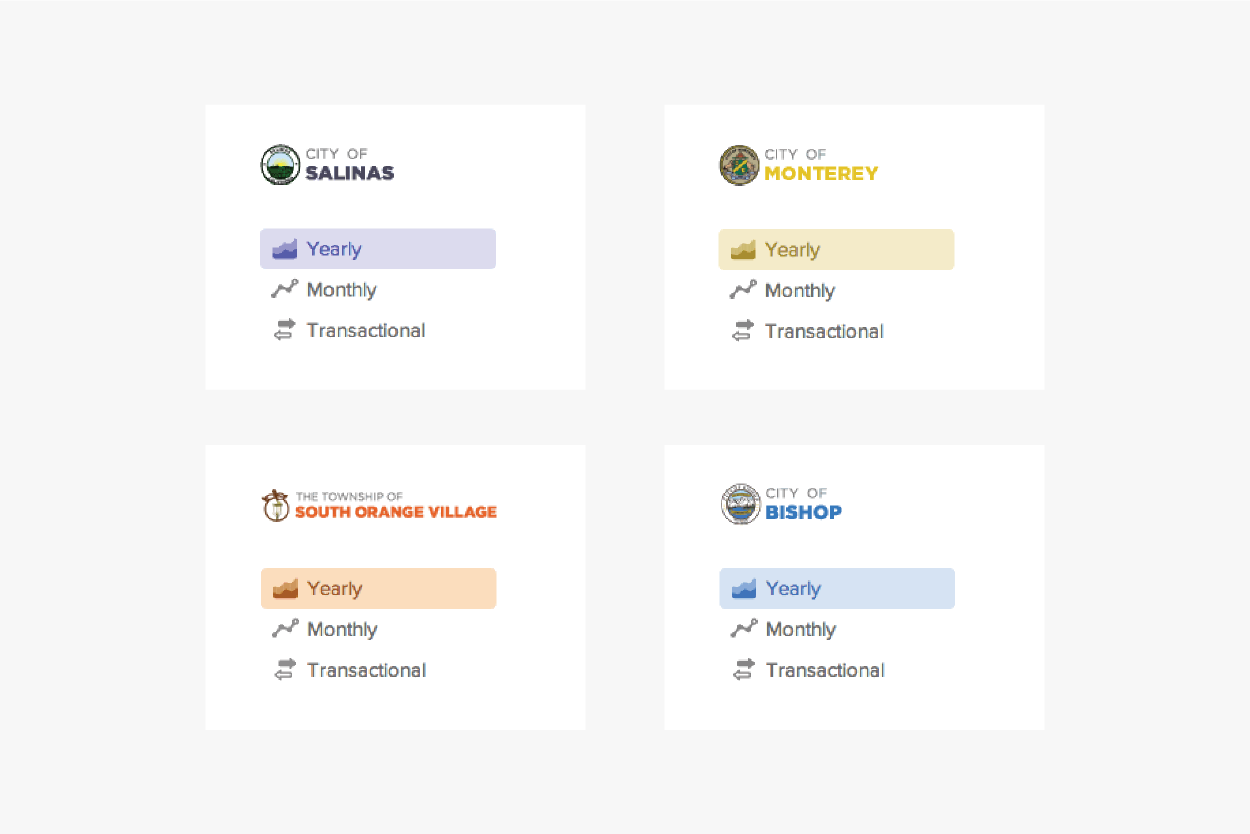 CITY OF
SALINAS
Yearly
Monthly
Transactional
CITY OF
MONTEREY
Yearly
Monthly
Transactional
THE TOWNSHIP OF
SOUTH ORANGE VILLAGE
Yearly
Monthly
Transactional
CITY OF
BISHOP
Yearly
Monthly
Transactional